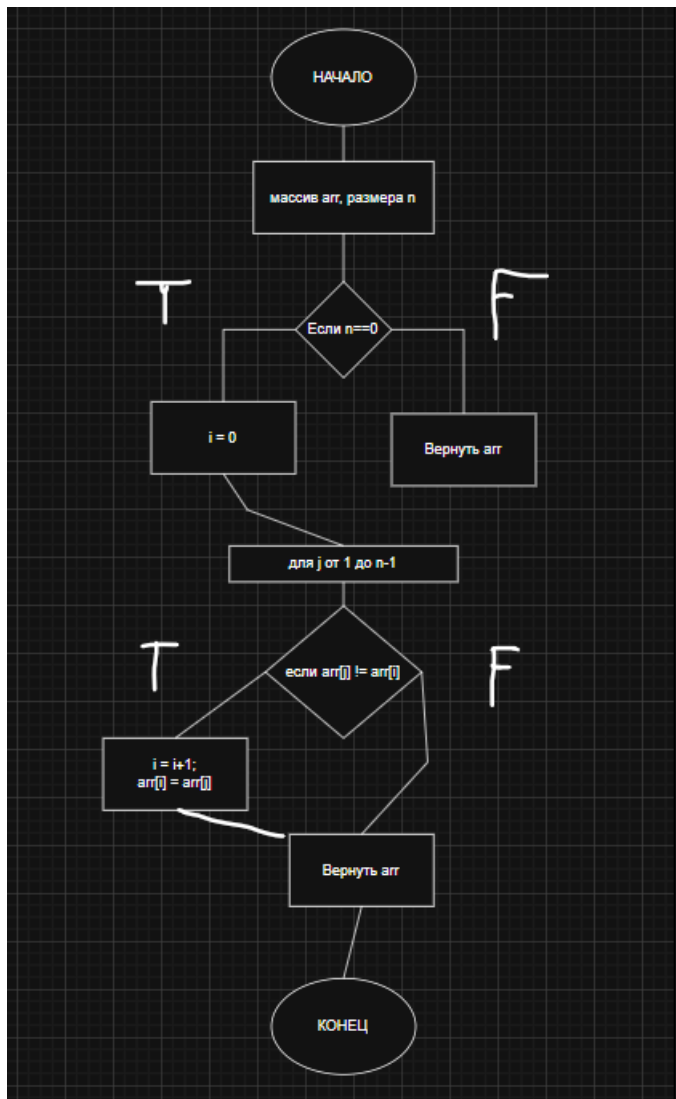 НАЧАЛО
массив arr, размера n
T
F
Если n==0
i = 0
Вернуть arr
для j от 1 до n-1
T
F
если arr[j] != arr[i]
i = i+1;
arr[i] = arr[j]
Вернуть arr
КОНЕЦ